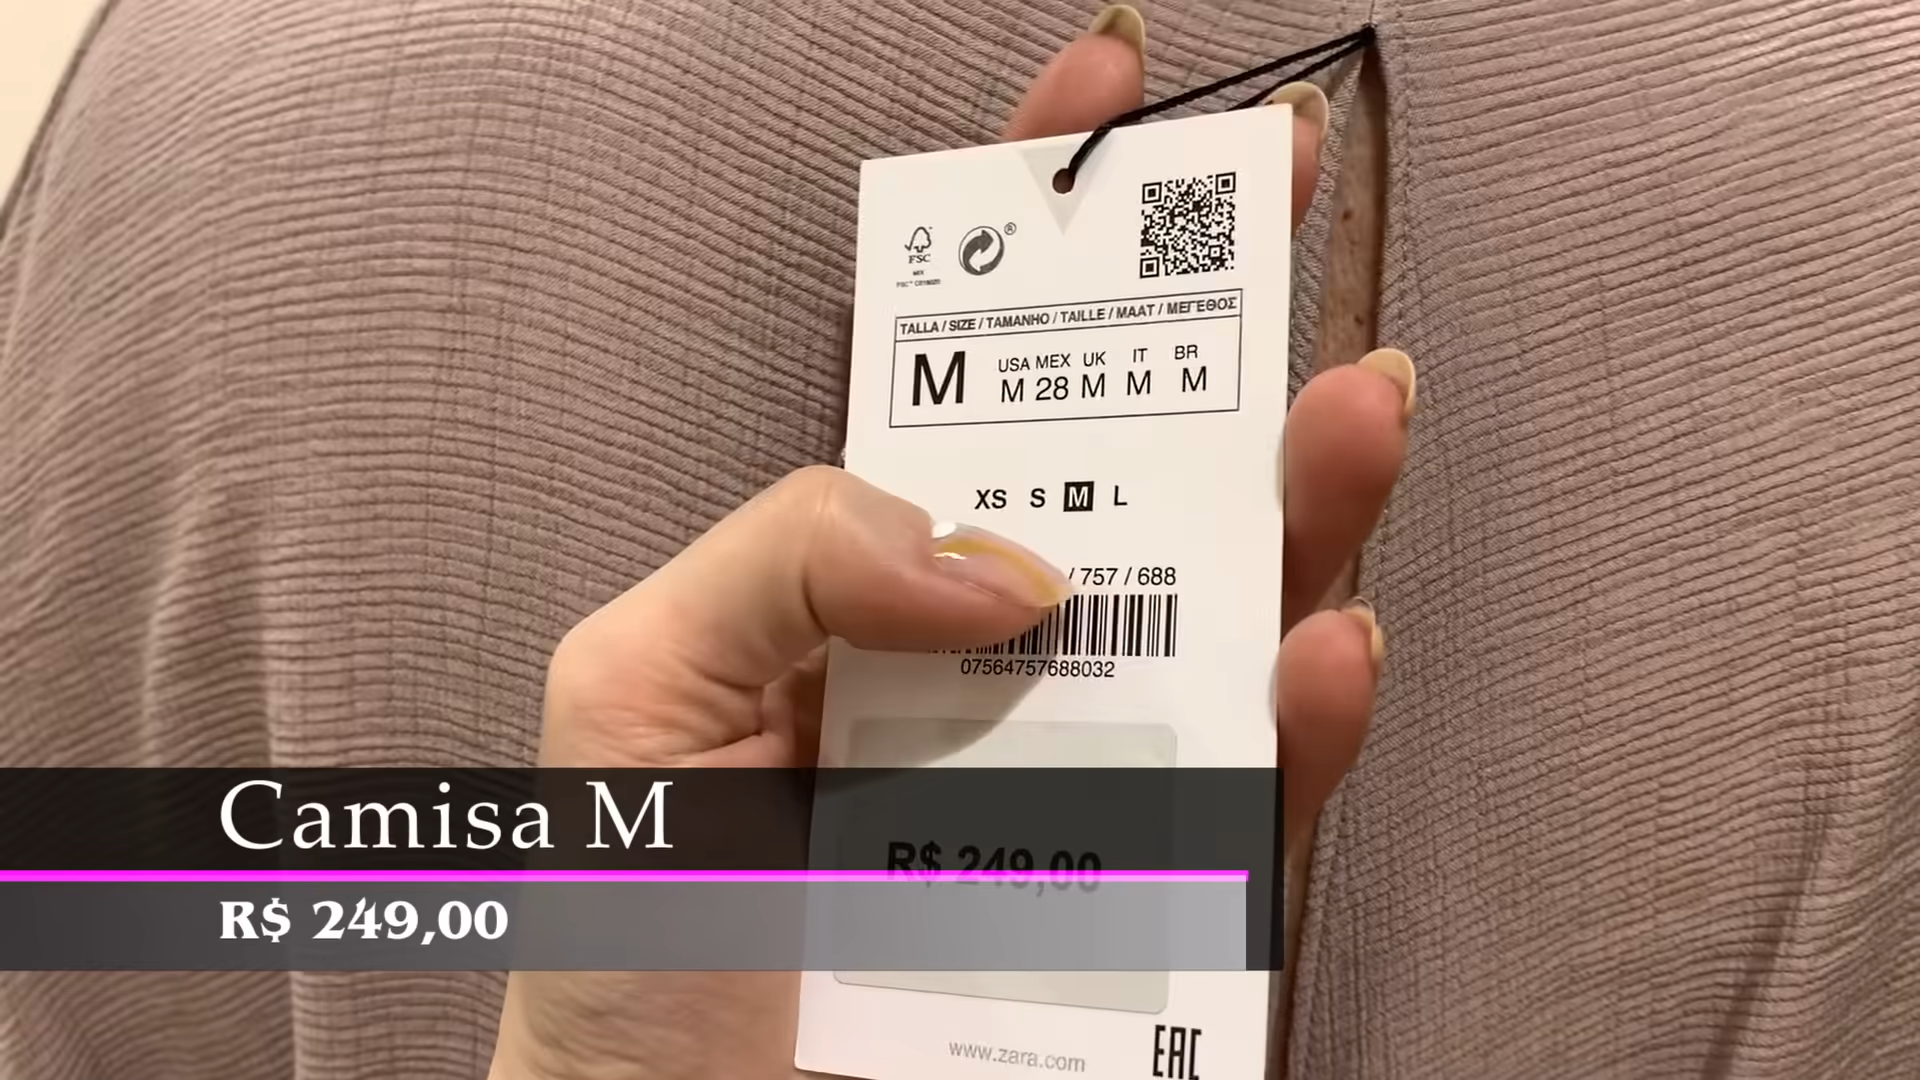 ®
FSC
MIX
TALLA / SIZE / TAMANHO / TAILLE / MAAT / ΜΕΓΕΘΟΣ
M
USA MEX UK IT BR
M 28 M M M
XS S M L
/ 757 / 688
07564757688032
Camisa M
R$ 249,00
R$ 249,00
www.zara.com
EAC